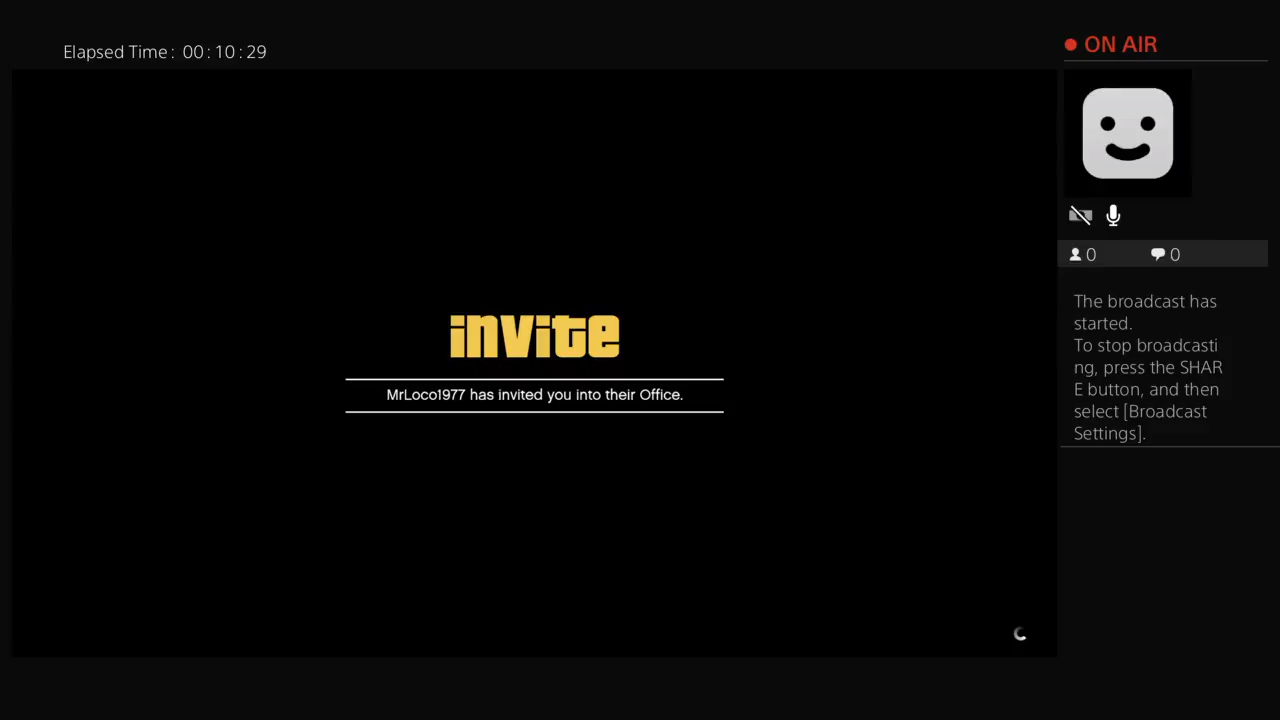 Elapsed Time: 00:10:29
ON AIR
0 0
invite
MrLoco1977 has invited you into their Office.
The broadcast has
started.
To stop broadcasti
ng, press the SHAR
E button, and then
select [Broadcast
Settings].